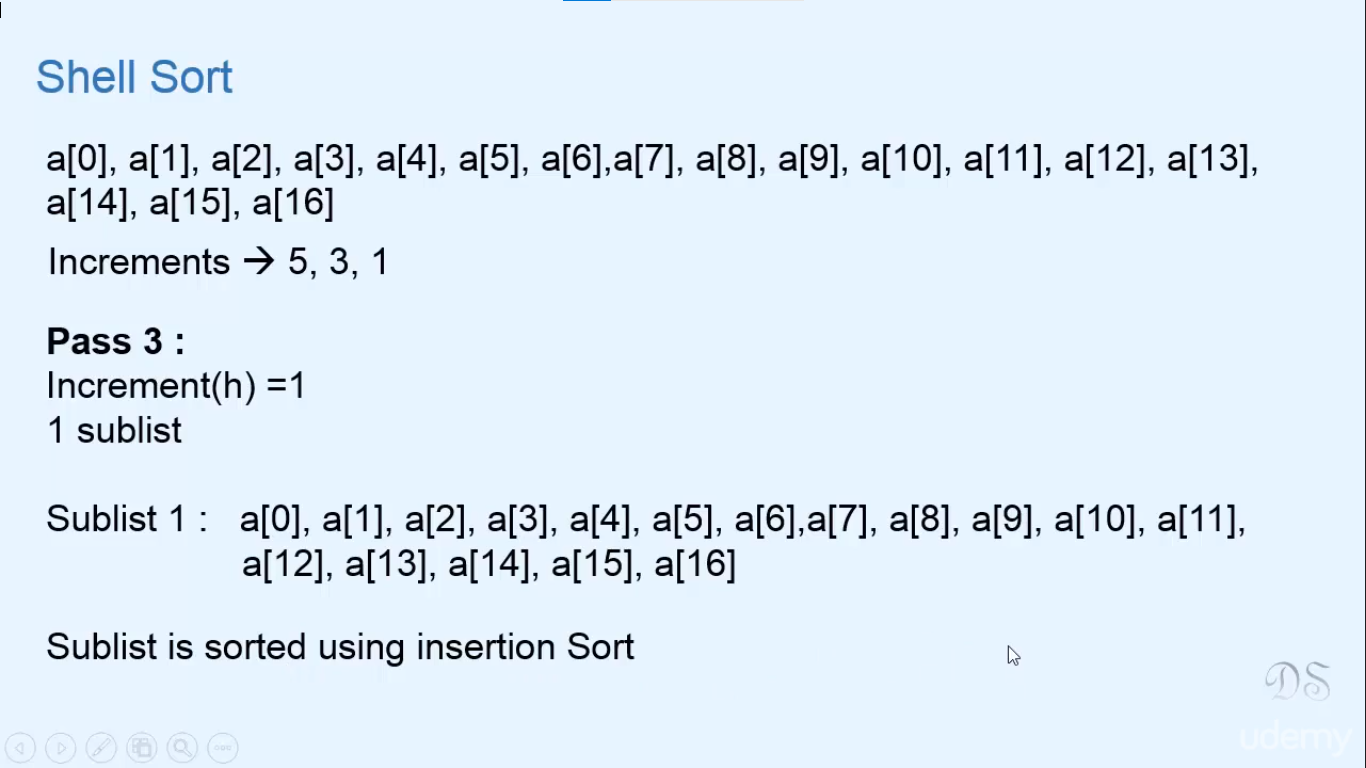 Shell Sort
a[0], a[1], a[2], a[3], a[4], a[5], a[6],a[7], a[8], a[9], a[10], a[11], a[12], a[13],
a[14], a[15], a[16]
Increments → 5, 3, 1
Pass 3 :
Increment(h) =1
1 sublist
Sublist 1 : a[0], a[1], a[2], a[3], a[4], a[5], a[6],a[7], a[8], a[9], a[10], a[11],
a[12], a[13], a[14], a[15], a[16]
Sublist is sorted using insertion Sort
DS
udemy